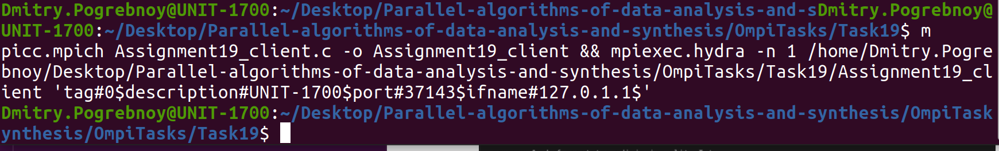 Dmitry.Pogrebnoy@UNIT-1700:~/Desktop/Parallel-algorithms-of-data-analysis-and-sDmitry.Pogrebnoy@
UNIT-1700:~/Desktop/Parallel-algorithms-of-data-analysis-and-synthesis/OmpiTasks/Task19$ m
picc.mpich Assignment19_client.c -o Assignment19_client && mpiexec.hydra -n 1 /home/Dmitry.Pogre
bnoy/Desktop/Parallel-algorithms-of-data-analysis-and-synthesis/OmpiTasks/Task19/Assignment19_cl
ient 'tag#0$description#UNIT-1700$port#37143$ifname#127.0.1.1$'
Dmitry.Pogrebnoy@UNIT-1700:~/Desktop/Parallel-algorithms-of-data-analysis-and-synthesis/OmpiTask
ynthesis/OmpiTasks/Task19$